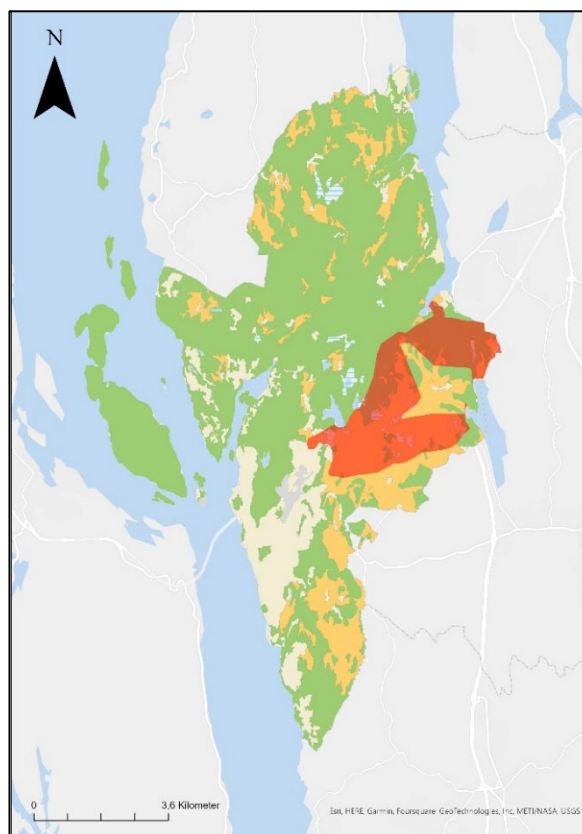 N
0 3,6 Kilometer
Esri, HERE, Garmin, Foursquare, GeoTechnologies, Inc, METI/NASA, USGS